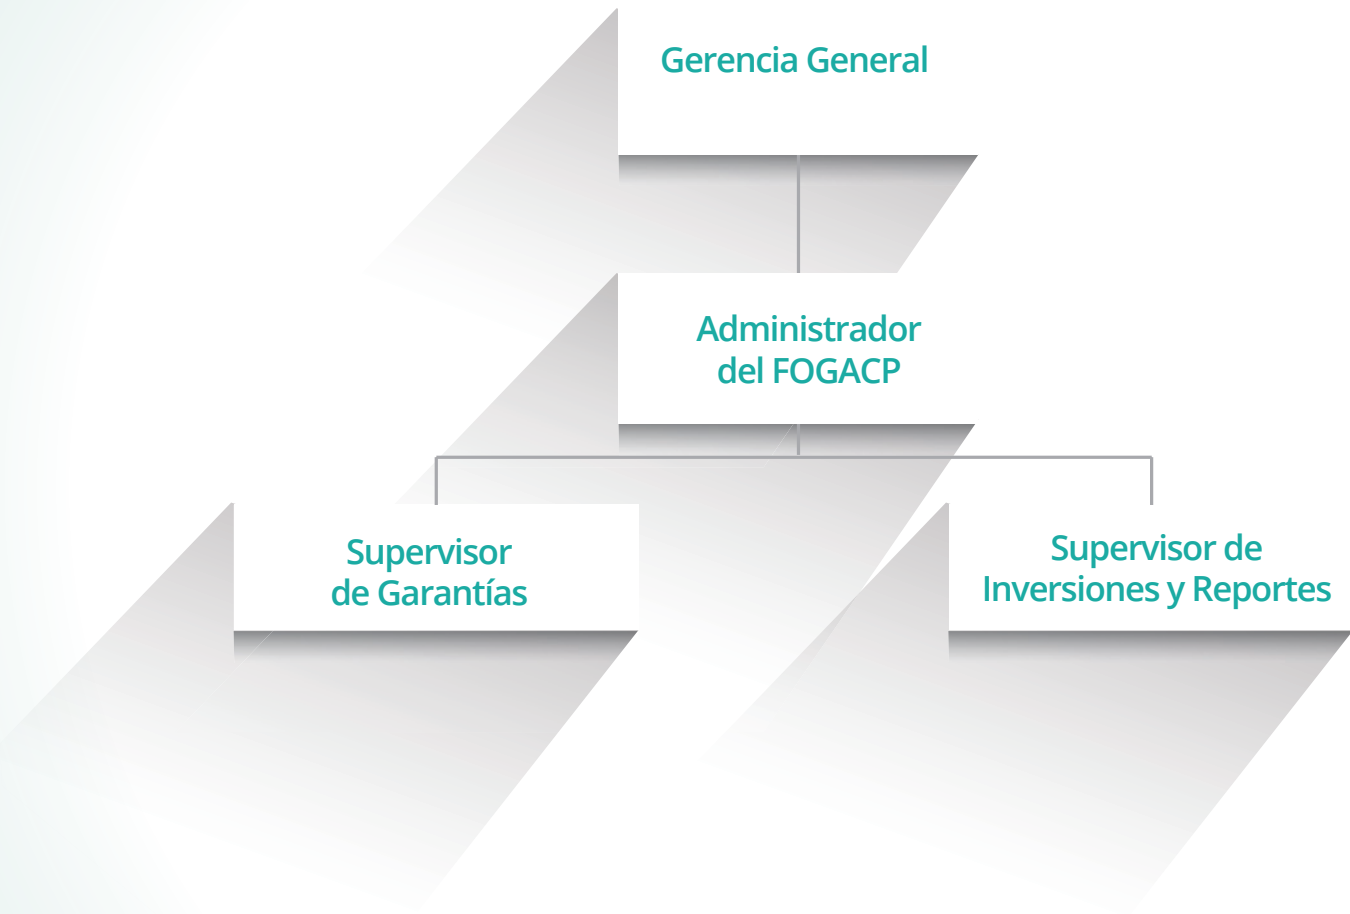 Gerencia General
Administrador
del FOGACP
Supervisor
de Garantías
Supervisor de
Inversiones y Reportes